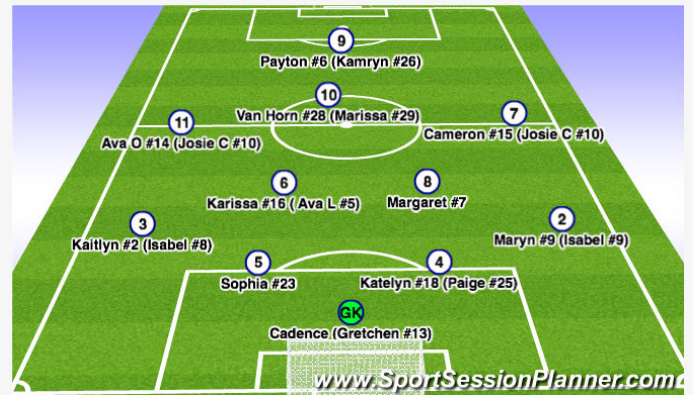 9
Payton #6 (Kamryn #26)
10
Van Horn #28 (Marissa #29)
7
Cameron #15 (Josie C #10)
11
Ava O #14 (Josie C #10)
6
Karissa #16 ( Ava L #5)
8
Margaret #7
3
Kaitlyn #2 (Isabel #8)
2
Maryn #9 (Isabel #9)
5
Sophia #23
4
Katelyn #18 (Paige #25)
GK
Cadence (Gretchen #13)
www.SportSessionPlanner.com